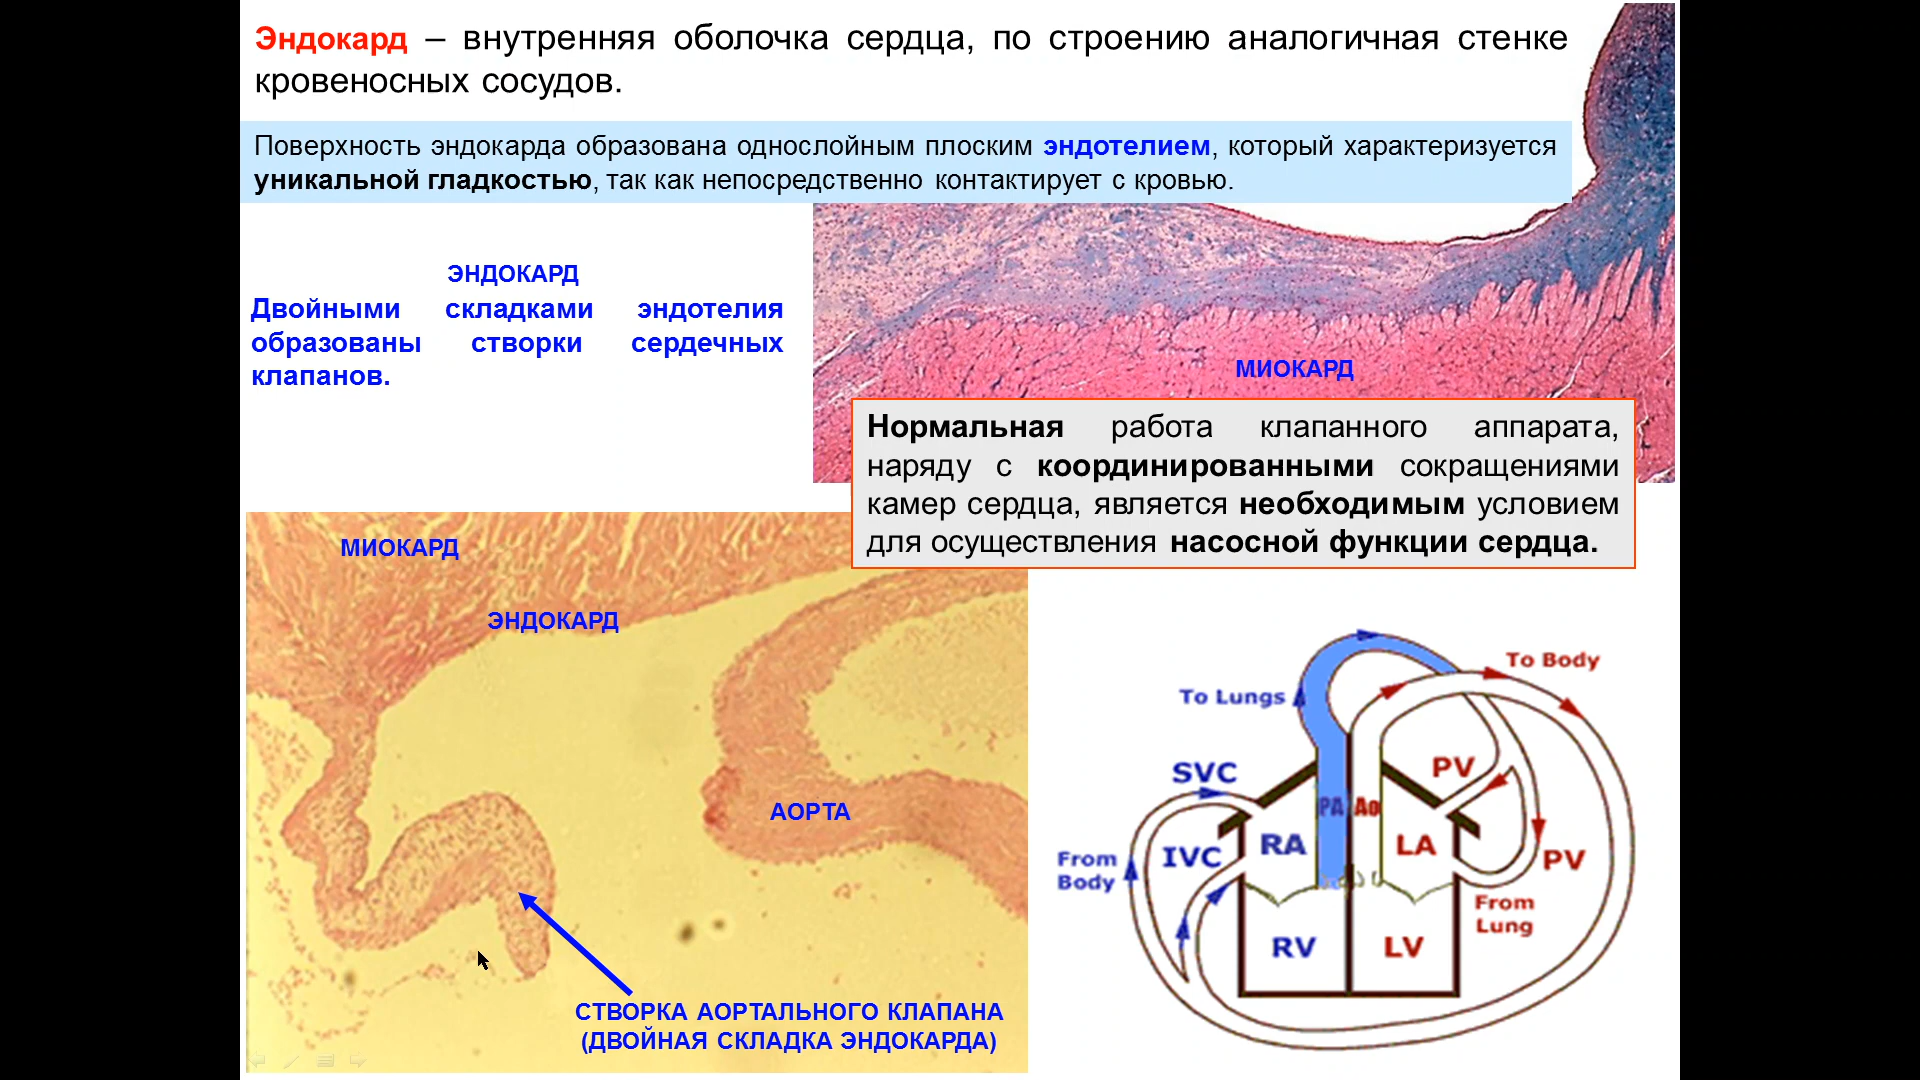 Эндокард – внутренняя оболочка сердца, по строению аналогичная стенке
кровеносных сосудов.
Поверхность эндокарда образована однослойным плоским эндотелием, который характеризуется
уникальной гладкостью, так как непосредственно контактирует с кровью.
ЭНДОКАРД
Двойными складками эндотелия
образованы створки сердечных
клапанов.
МИОКАРД
Нормальная работа клапанного аппарата,
наряду с координированными сокращениями
камер сердца, является необходимым условием
для осуществления насосной функции сердца.
МИОКАРД
ЭНДОКАРД
АОРТА
СТВОРКА АОРТАЛЬНОГО КЛАПАНА
(ДВОЙНАЯ СКЛАДКА ЭНДОКАРДА)
To Body
To Lungs
SVC
PV
PA Ao
RA
LA
IVC
PV
From
Body
From
Lung
RV
LV